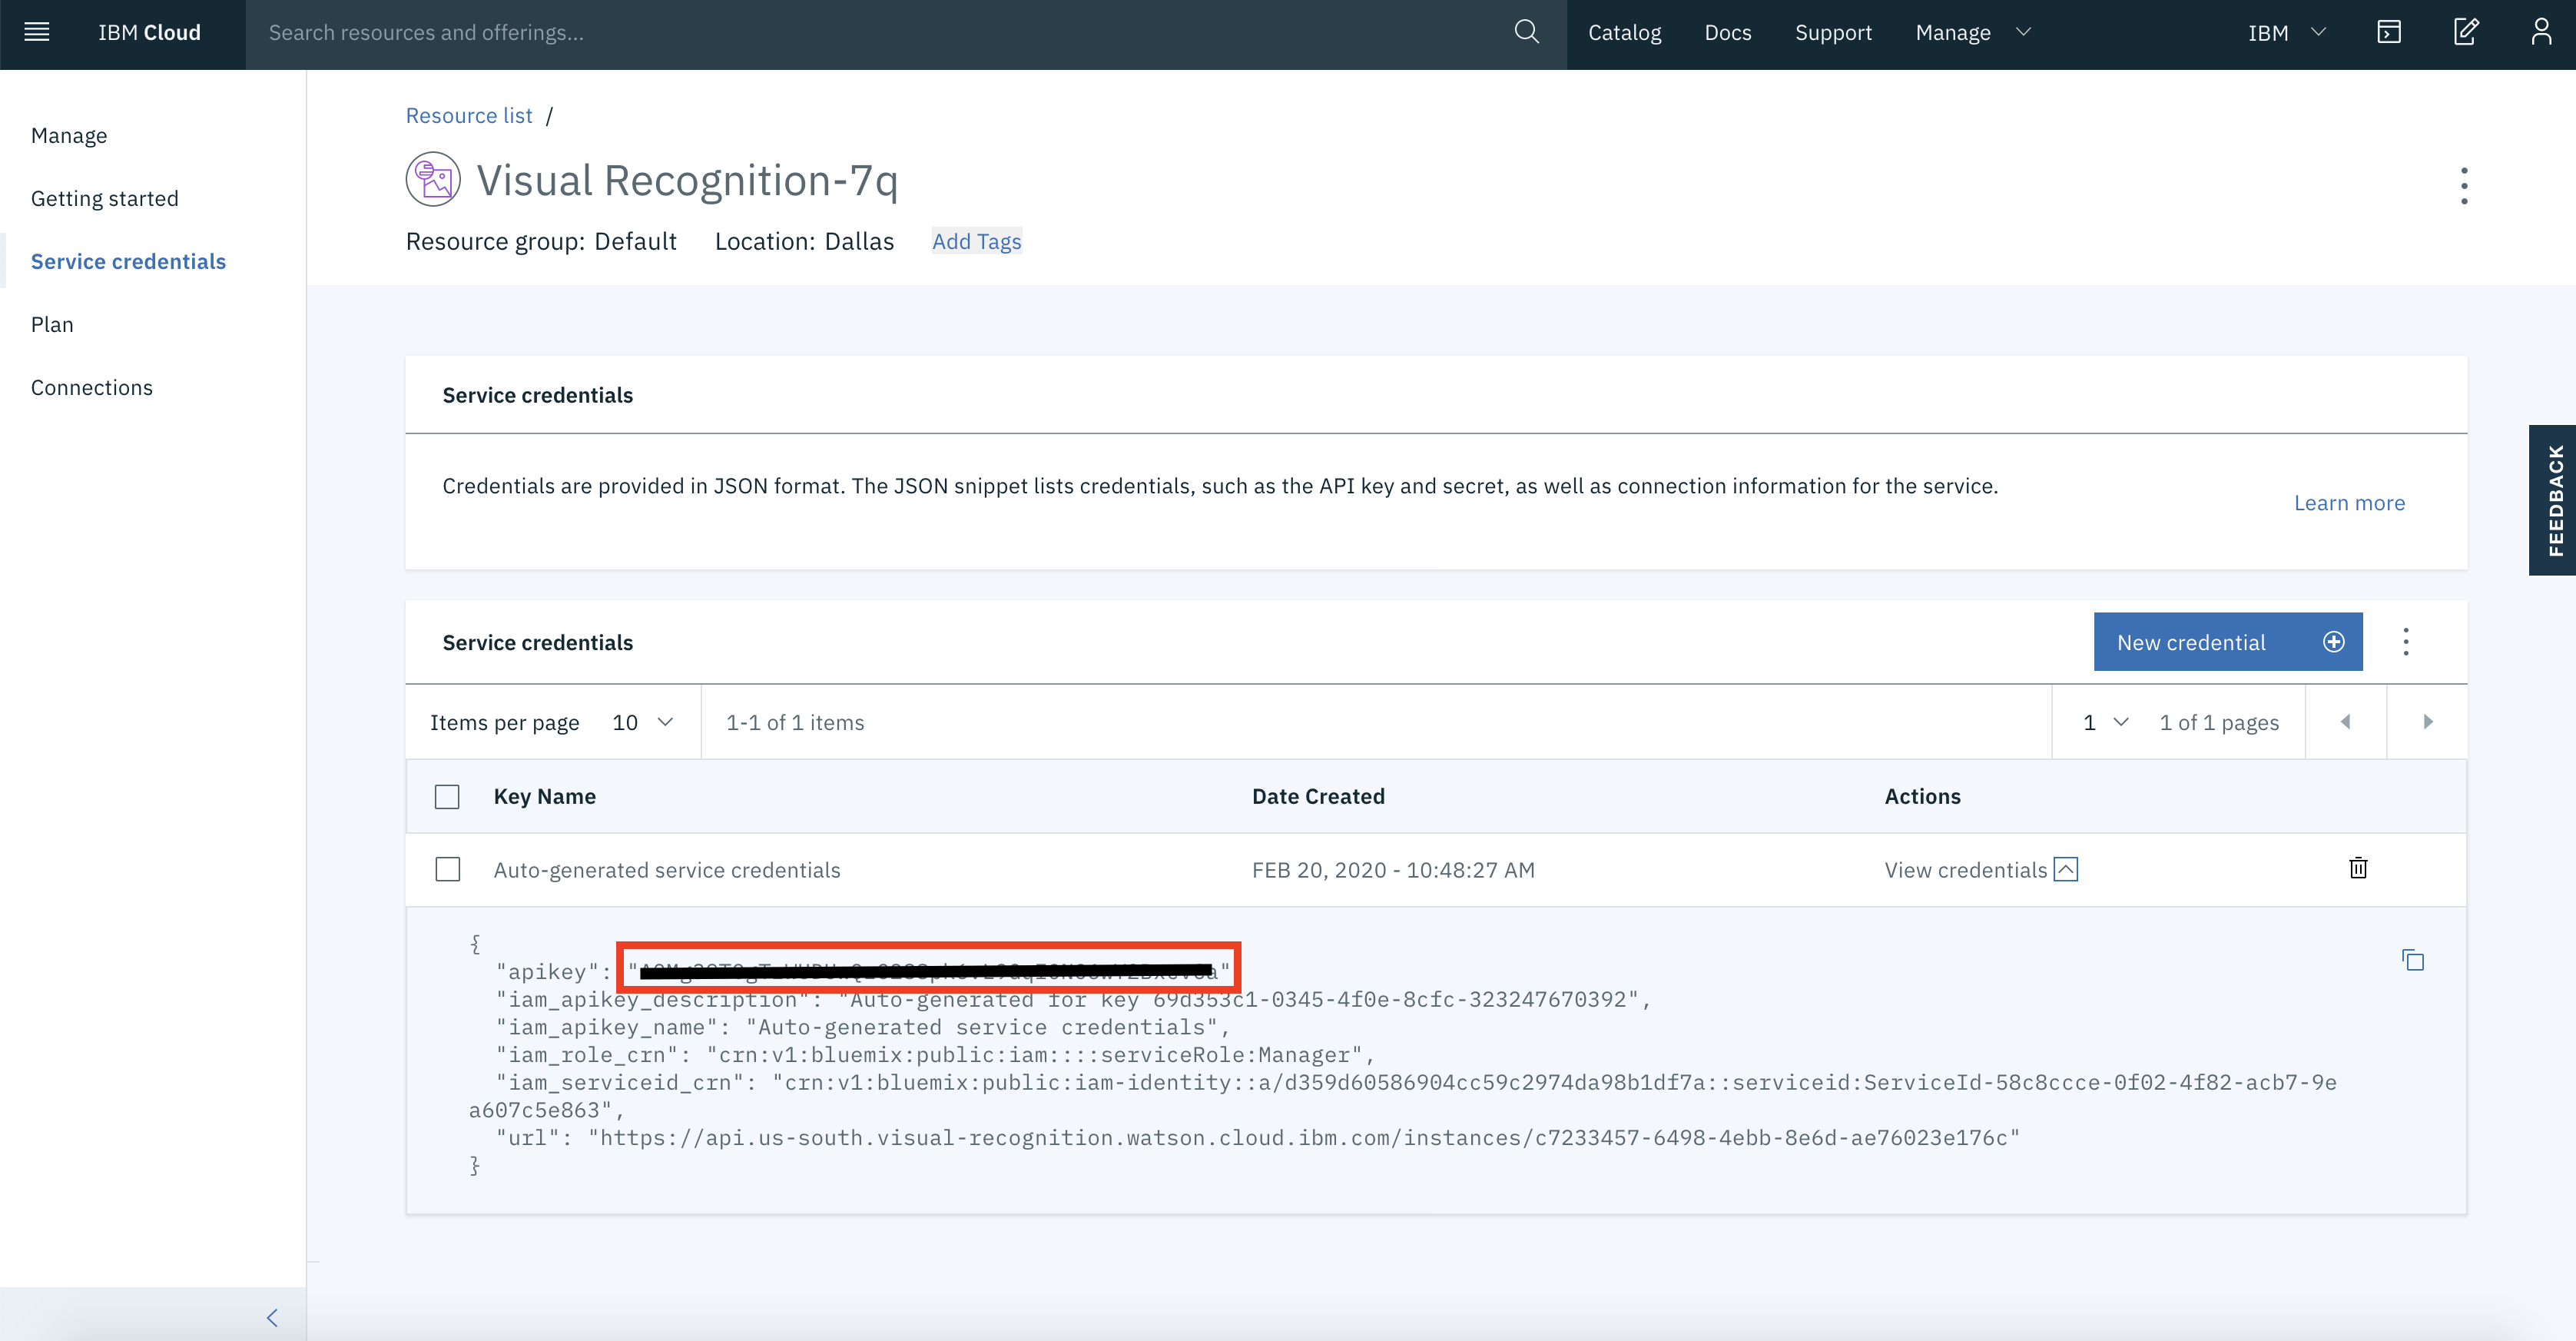 IBM Cloud
Search resources and offerings...
Catalog
Docs
Support
Manage
IBM
Manage
Getting started
Service credentials
Plan
Connections
Resource list /
Visual Recognition-7q
Resource group: Default
Location: Dallas
Add Tags
Service credentials
Credentials are provided in JSON format. The JSON snippet lists credentials, such as the API key and secret, as well as connection information for the service.
Learn more
FEEDBACK
Service credentials
New credential
Items per page 10
1-1 of 1 items
1
1 of 1 pages
Key Name
Date Created
Actions
Auto-generated service credentials
FEB 20, 2020 - 10:48:27 AM
View credentials
{
"apikey": "
"iam_apikey_description": "Auto-generated for key 69d353c1-0345-4f0e-8cfc-323247670392",
"iam_apikey_name": "Auto-generated service credentials",
"iam_role_crn": "crn:v1:bluemix:public:iam::::serviceRole:Manager",
"iam_serviceid_crn": "crn:v1:bluemix:public:iam-identity::a/d359d60586904cc59c2974da98b1df7a::serviceid:ServiceId-58c8ccce-0f02-4f82-acb7-9e
a607c5e863",
"url": "https://api.us-south.visual-recognition.watson.cloud.ibm.com/instances/c7233457-6498-4ebb-8e6d-ae76023e176c"
}